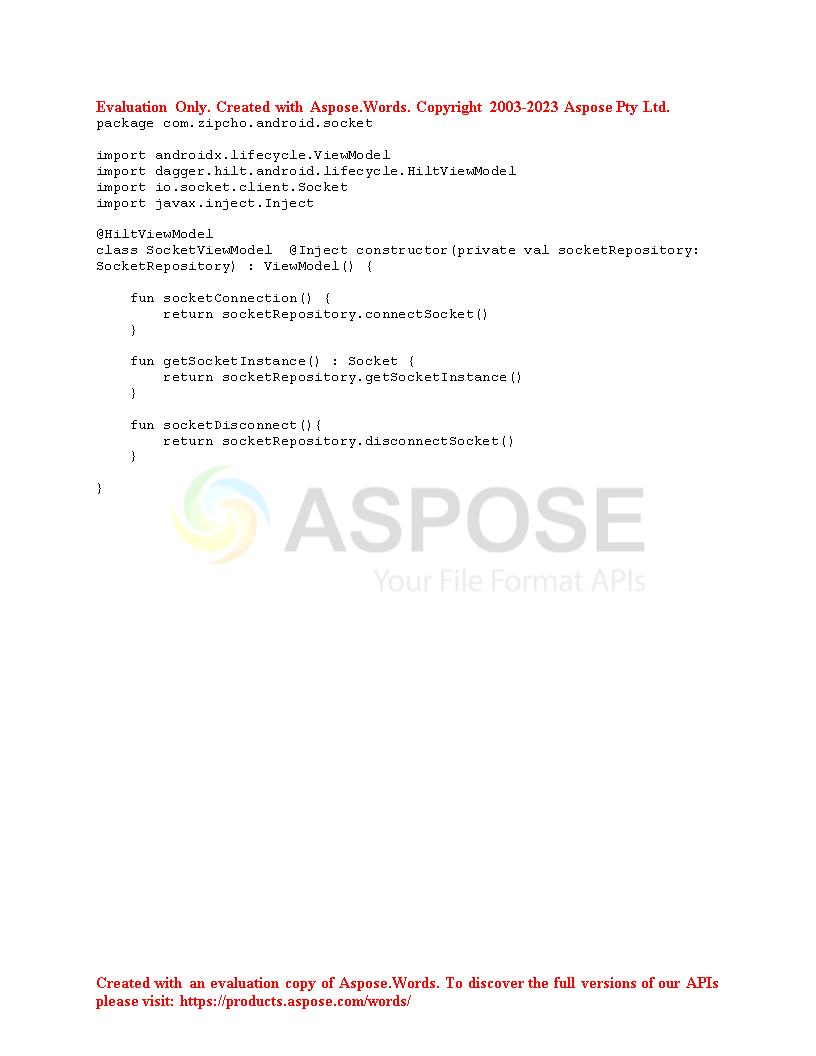 Evaluation Only. Created with Aspose.Words. Copyright 2003-2023 Aspose Pty Ltd.
package com.zipcho.android.socket

import androidx.lifecycle.ViewModel
import dagger.hilt.android.lifecycle.HiltViewModel
import io.socket.client.Socket
import javax.inject.Inject

@HiltViewModel
class SocketViewModel  @Inject constructor(private val socketRepository:
SocketRepository) : ViewModel() {

    fun socketConnection() {
        return socketRepository.connectSocket()
    }

    fun getSocketInstance() : Socket {
        return socketRepository.getSocketInstance()
    }

    fun socketDisconnect(){
        return socketRepository.disconnectSocket()
    }

}
ASPOSE
Your File Format APIs
Created with an evaluation copy of Aspose.Words. To discover the full versions of our APIs
please visit: https://products.aspose.com/words/